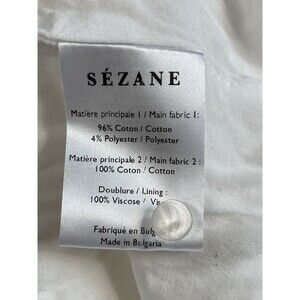 SÉZANE
Matière principale 1 / Main fabric 1 :
96% Coton / Cotton
4% Polyester / Polyester
Matière principale 2 / Main fabric 2 :
100% Coton / Cotton
Doublure / Lining :
100% Viscose /
Fabriqué en
Made in Bulgaria